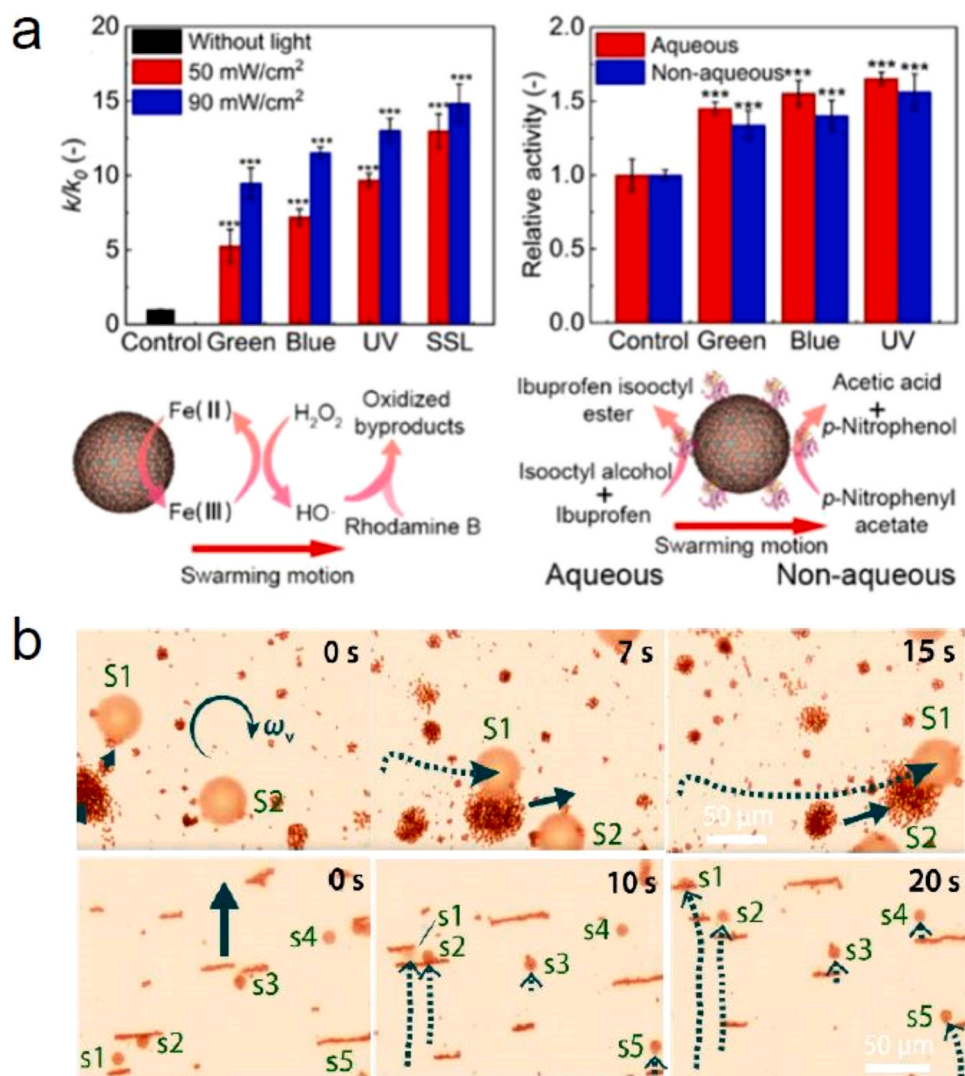 a
20
15
10
5
0
k/k0 (-)
Without light
50 mW/cm²
90 mW/cm²
***
***
***
***
***
***
***
***
Control Green Blue UV SSL
2.0
1.5
1.0
0.5
0.0
Relative activity (-)
Aqueous
Non-aqueous
***
***
***
***
***
***
Control Green Blue UV
Fe(II)
H₂O₂
Oxidized
byproducts
Fe(III)
HO·
Rhodamine B
Swarming motion
Ibuprofen isooctyl
ester
Acetic acid
+
p-Nitrophenol
Isooctyl alcohol
+
Ibuprofen
p-Nitrophenyl
acetate
Swarming motion
Aqueous
Non-aqueous
b
0 s
S1
ωv
S2
7 s
S1
S2
15 s
S1
50 μm
S2
0 s
s4
s3
s2
s1
s5
10 s
s1
s2
s4
s3
s5
20 s
s1
s2
s4
s3
s5
50 μm